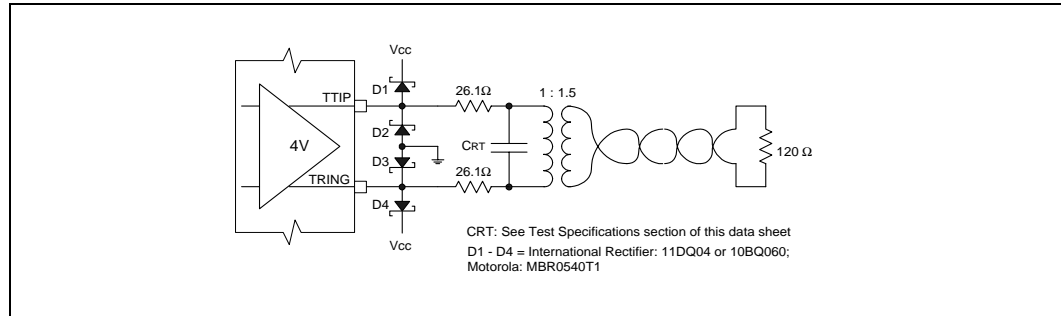 Vcc
D1
TTIP
26.1Ω
1 : 1.5
D2
4V
CRT
120 Ω
D3
TRING
26.1Ω
D4
Vcc
CRT: See Test Specifications section of this data sheet
D1 - D4 = International Rectifier: 11DQ04 or 10BQ060;
Motorola: MBR0540T1